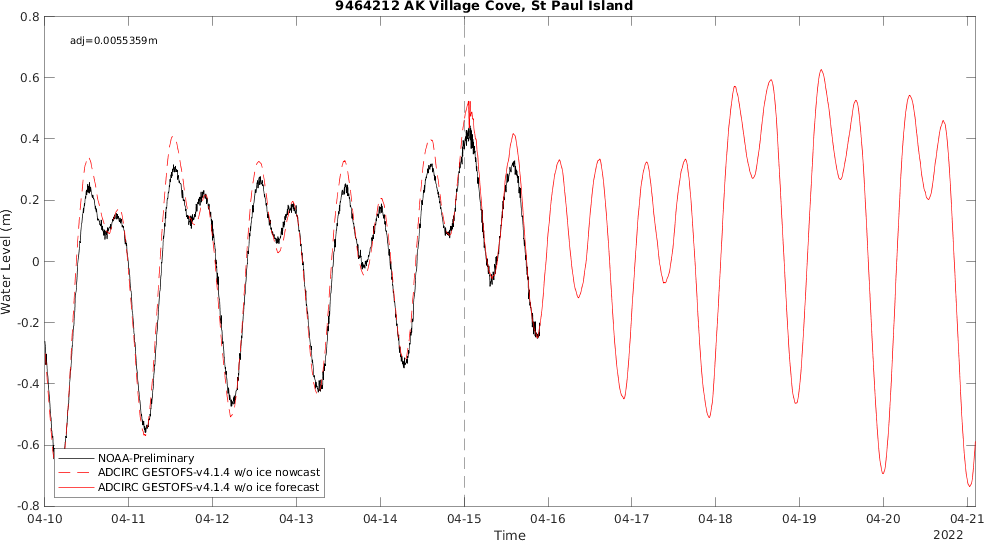 9464212 AK Village Cove, St Paul Island
adj=0.0055359m
0.8
0.6
0.4
0.2
0
-0.2
-0.4
-0.6
-0.8
Water Level (m)
NOAA-Preliminary
ADCIRC GESTOFS-v4.1.4 w/o ice nowcast
ADCIRC GESTOFS-v4.1.4 w/o ice forecast
04-10 04-11 04-12 04-13 04-14 04-15 04-16 04-17 04-18 04-19 04-20 04-21
Time
2022